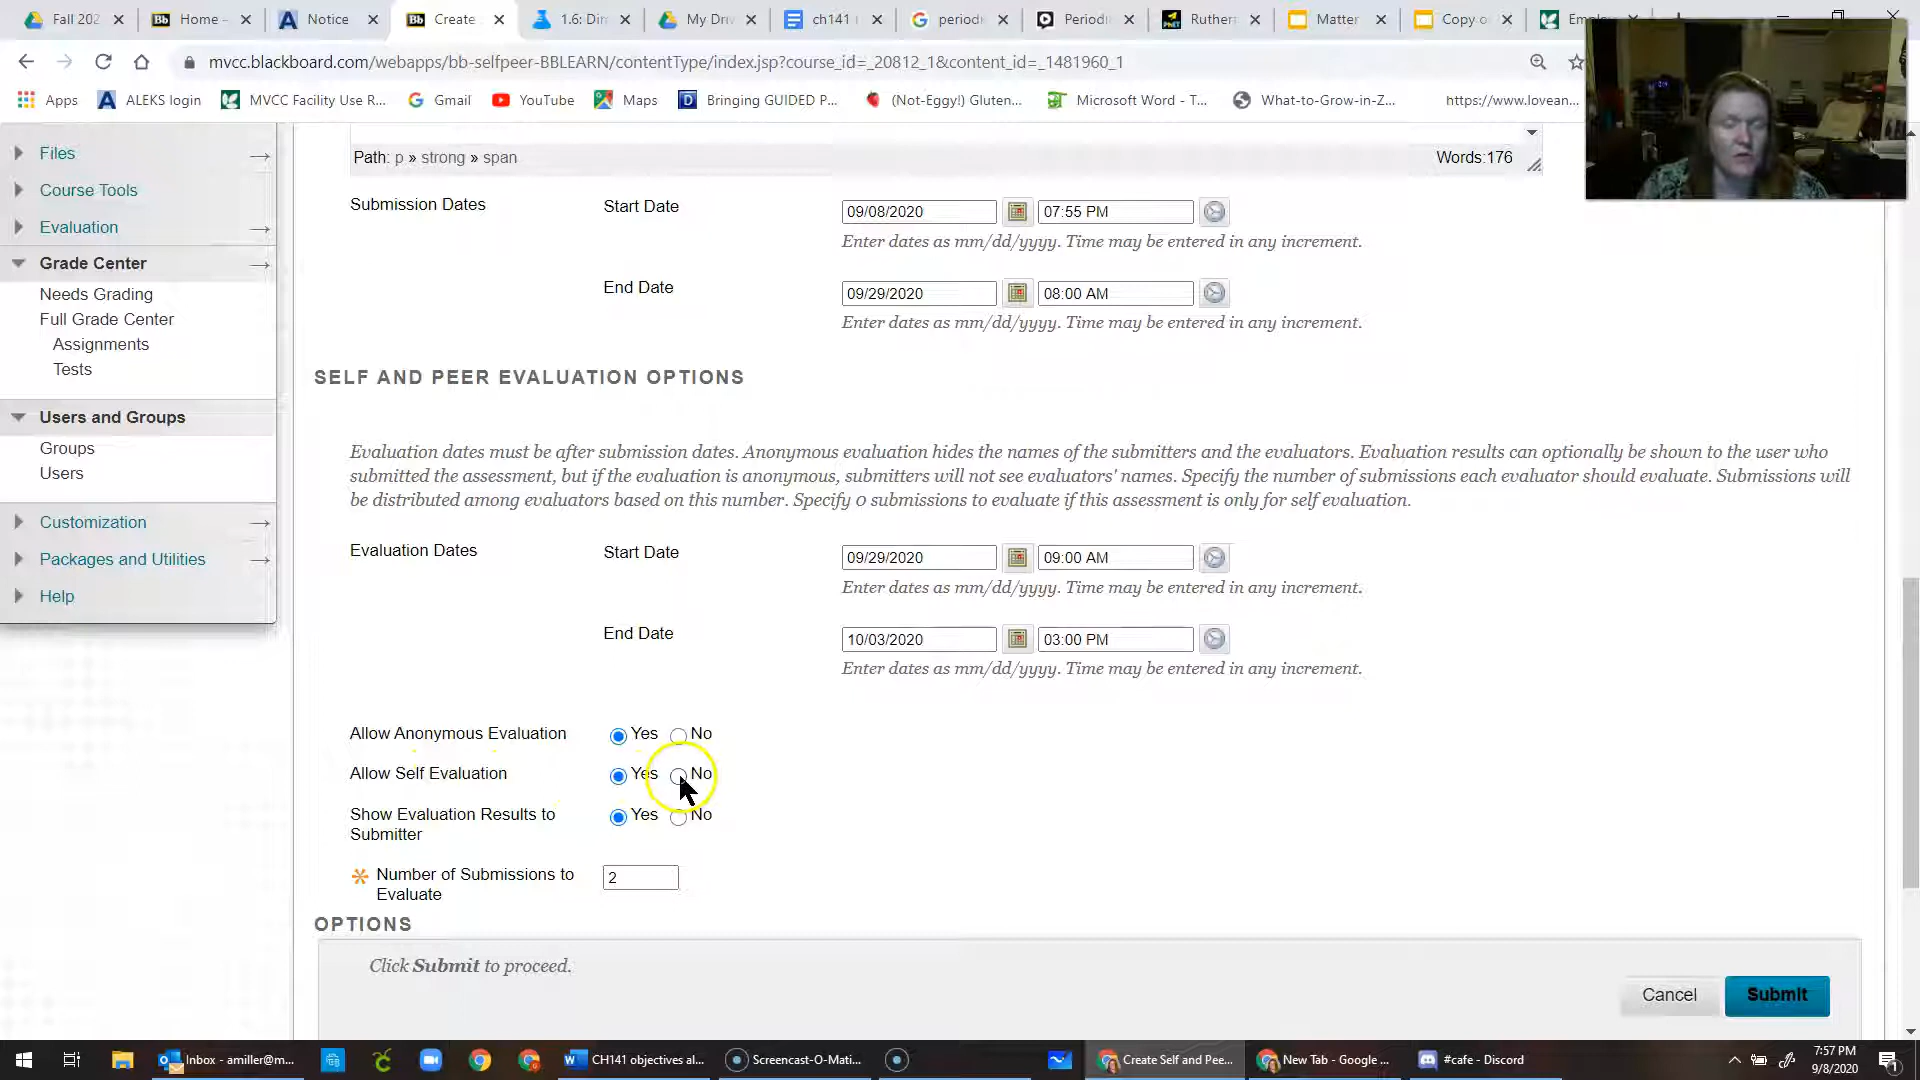 Fall 202
Home -
Notice
Create
1.6: Dim
My Driv
ch141
periodi
Periodi
Ruther
Matter
Copy o
mvcc.blackboard.com/webapps/bb-selfpeer-BBLEARN/contentType/index.jsp?course_id=_20812_1&content_id=_1481960_1
Apps
ALEKS login
MVCC Facility Use R...
Gmail
YouTube
Maps
Bringing GUIDED P...
(Not-Eggy!) Gluten...
Microsoft Word - T...
What-to-Grow-in-Z...
https://www.lovean...
Files
Course Tools
Evaluation
Grade Center
Needs Grading
Full Grade Center
Assignments
Tests
Users and Groups
Groups
Users
Customization
Packages and Utilities
Help
Path: p » strong » span
Words:176
Submission Dates
Start Date
09/08/2020
07:55 PM
Enter dates as mm/dd/yyyy. Time may be entered in any increment.
End Date
09/29/2020
08:00 AM
Enter dates as mm/dd/yyyy. Time may be entered in any increment.
SELF AND PEER EVALUATION OPTIONS
Evaluation dates must be after submission dates. Anonymous evaluation hides the names of the submitters and the evaluators. Evaluation results can optionally be shown to the user who
submitted the assessment, but if the evaluation is anonymous, submitters will not see evaluators' names. Specify the number of submissions each evaluator should evaluate. Submissions will
be distributed among evaluators based on this number. Specify 0 submissions to evaluate if this assessment is only for self evaluation.
Evaluation Dates
Start Date
09/29/2020
09:00 AM
Enter dates as mm/dd/yyyy. Time may be entered in any increment.
End Date
10/03/2020
03:00 PM
Enter dates as mm/dd/yyyy. Time may be entered in any increment.
Allow Anonymous Evaluation
Yes No
Allow Self Evaluation
Yes No
Show Evaluation Results to
Submitter
Yes No
Number of Submissions to
Evaluate
2
OPTIONS
Click Submit to proceed.
Cancel
Submit
Inbox - amiller@m...
CH141 objectives al...
Screencast-O-Mati...
Create Self and Pee...
New Tab - Google ...
#cafe - Discord
7:57 PM
9/8/2020